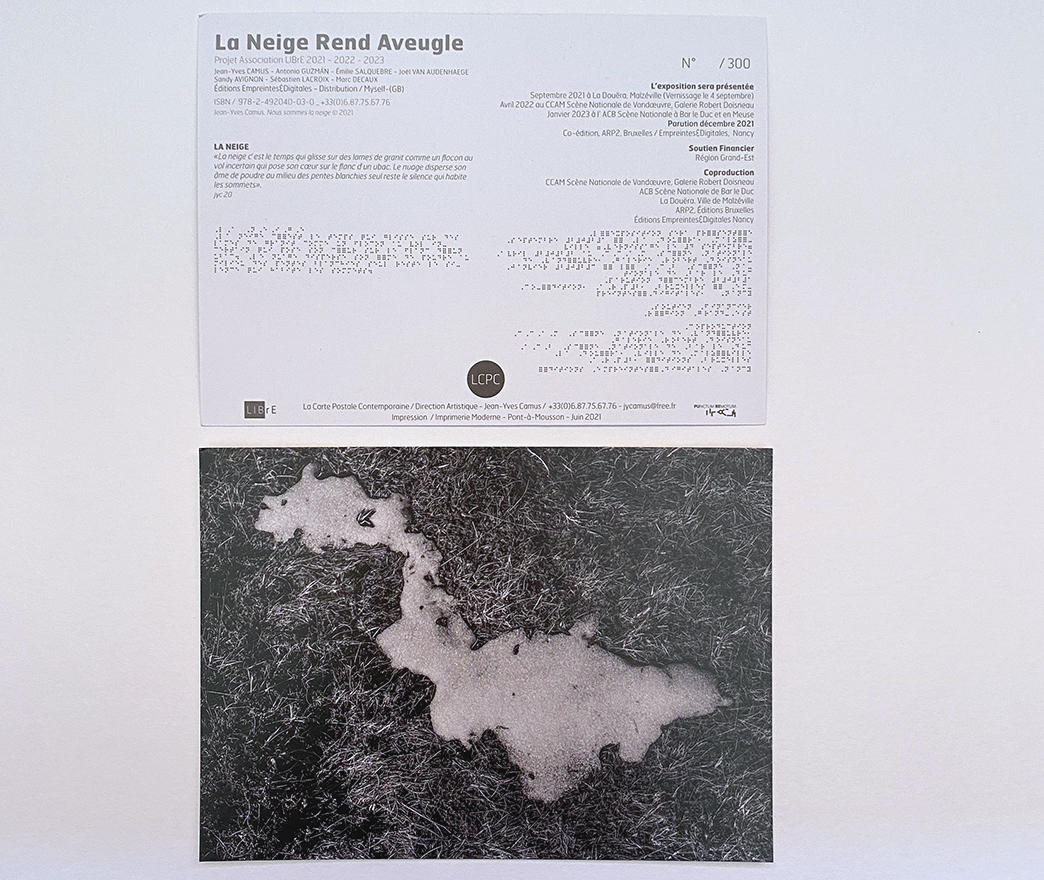 La Neige Rend Aveugle
Projet Association LIBrE 2021 - 2022 - 2023
Jean-Yves CAMUS - Antonio GUZMÁN - Émilie SALQUEBRE - Joël VAN AUDENHAEGE
Sandy AVIGNON - Sébastien LACROIX - Marc DECAUX
Éditions EmpreintesEDigitales - Distribution / Myself-(GB)
ISBN / 978-2-492040-03-0 _ +33(0)6.87.75.67.76
Jean-Yves Camus, Nous sommes la neige © 2021
LA NEIGE
«La neige c'est le temps qui glisse sur des lames de granit comme un flocon au
vol incertain qui pose son cœur sur le flanc d'un ubac. Le nuage disperse son
âme de poudre au milieu des pentes blanchies seul reste le silence qui habite
les sommets».
jyc 20
N° / 300
L'exposition sera présentée
Septembre 2021 à La Douëra, Malzéville (Vernissage le 4 septembre)
Avril 2022 au CCAM Scène Nationale de Vandœuvre, Galerie Robert Doisneau
Janvier 2023 à l' ACB Scène Nationale à Bar le Duc et en Meuse
Parution décembre 2021
Co-édition, ARP2, Bruxelles / EmpreintesEDigitales, Nancy
Soutien Financier
Région Grand-Est
Coproduction
CCAM Scène Nationale de Vandœuvre, Galerie Robert Doisneau
ACB Scène Nationale de Bar le Duc
La Douëra, Ville de Malzéville
ARP2, Éditions Bruxelles
Éditions EmpreintesEDigitales Nancy
LCPC
LIBrE
La Carte Postale Contemporaine / Direction Artistique - Jean-Yves Camus / +33(0)6.87.75.67.76 - jycamus@free.fr
Impression / Imprimerie Moderne - Pont-à-Mousson - Juin 2021
PUNCTUM REMOTUM